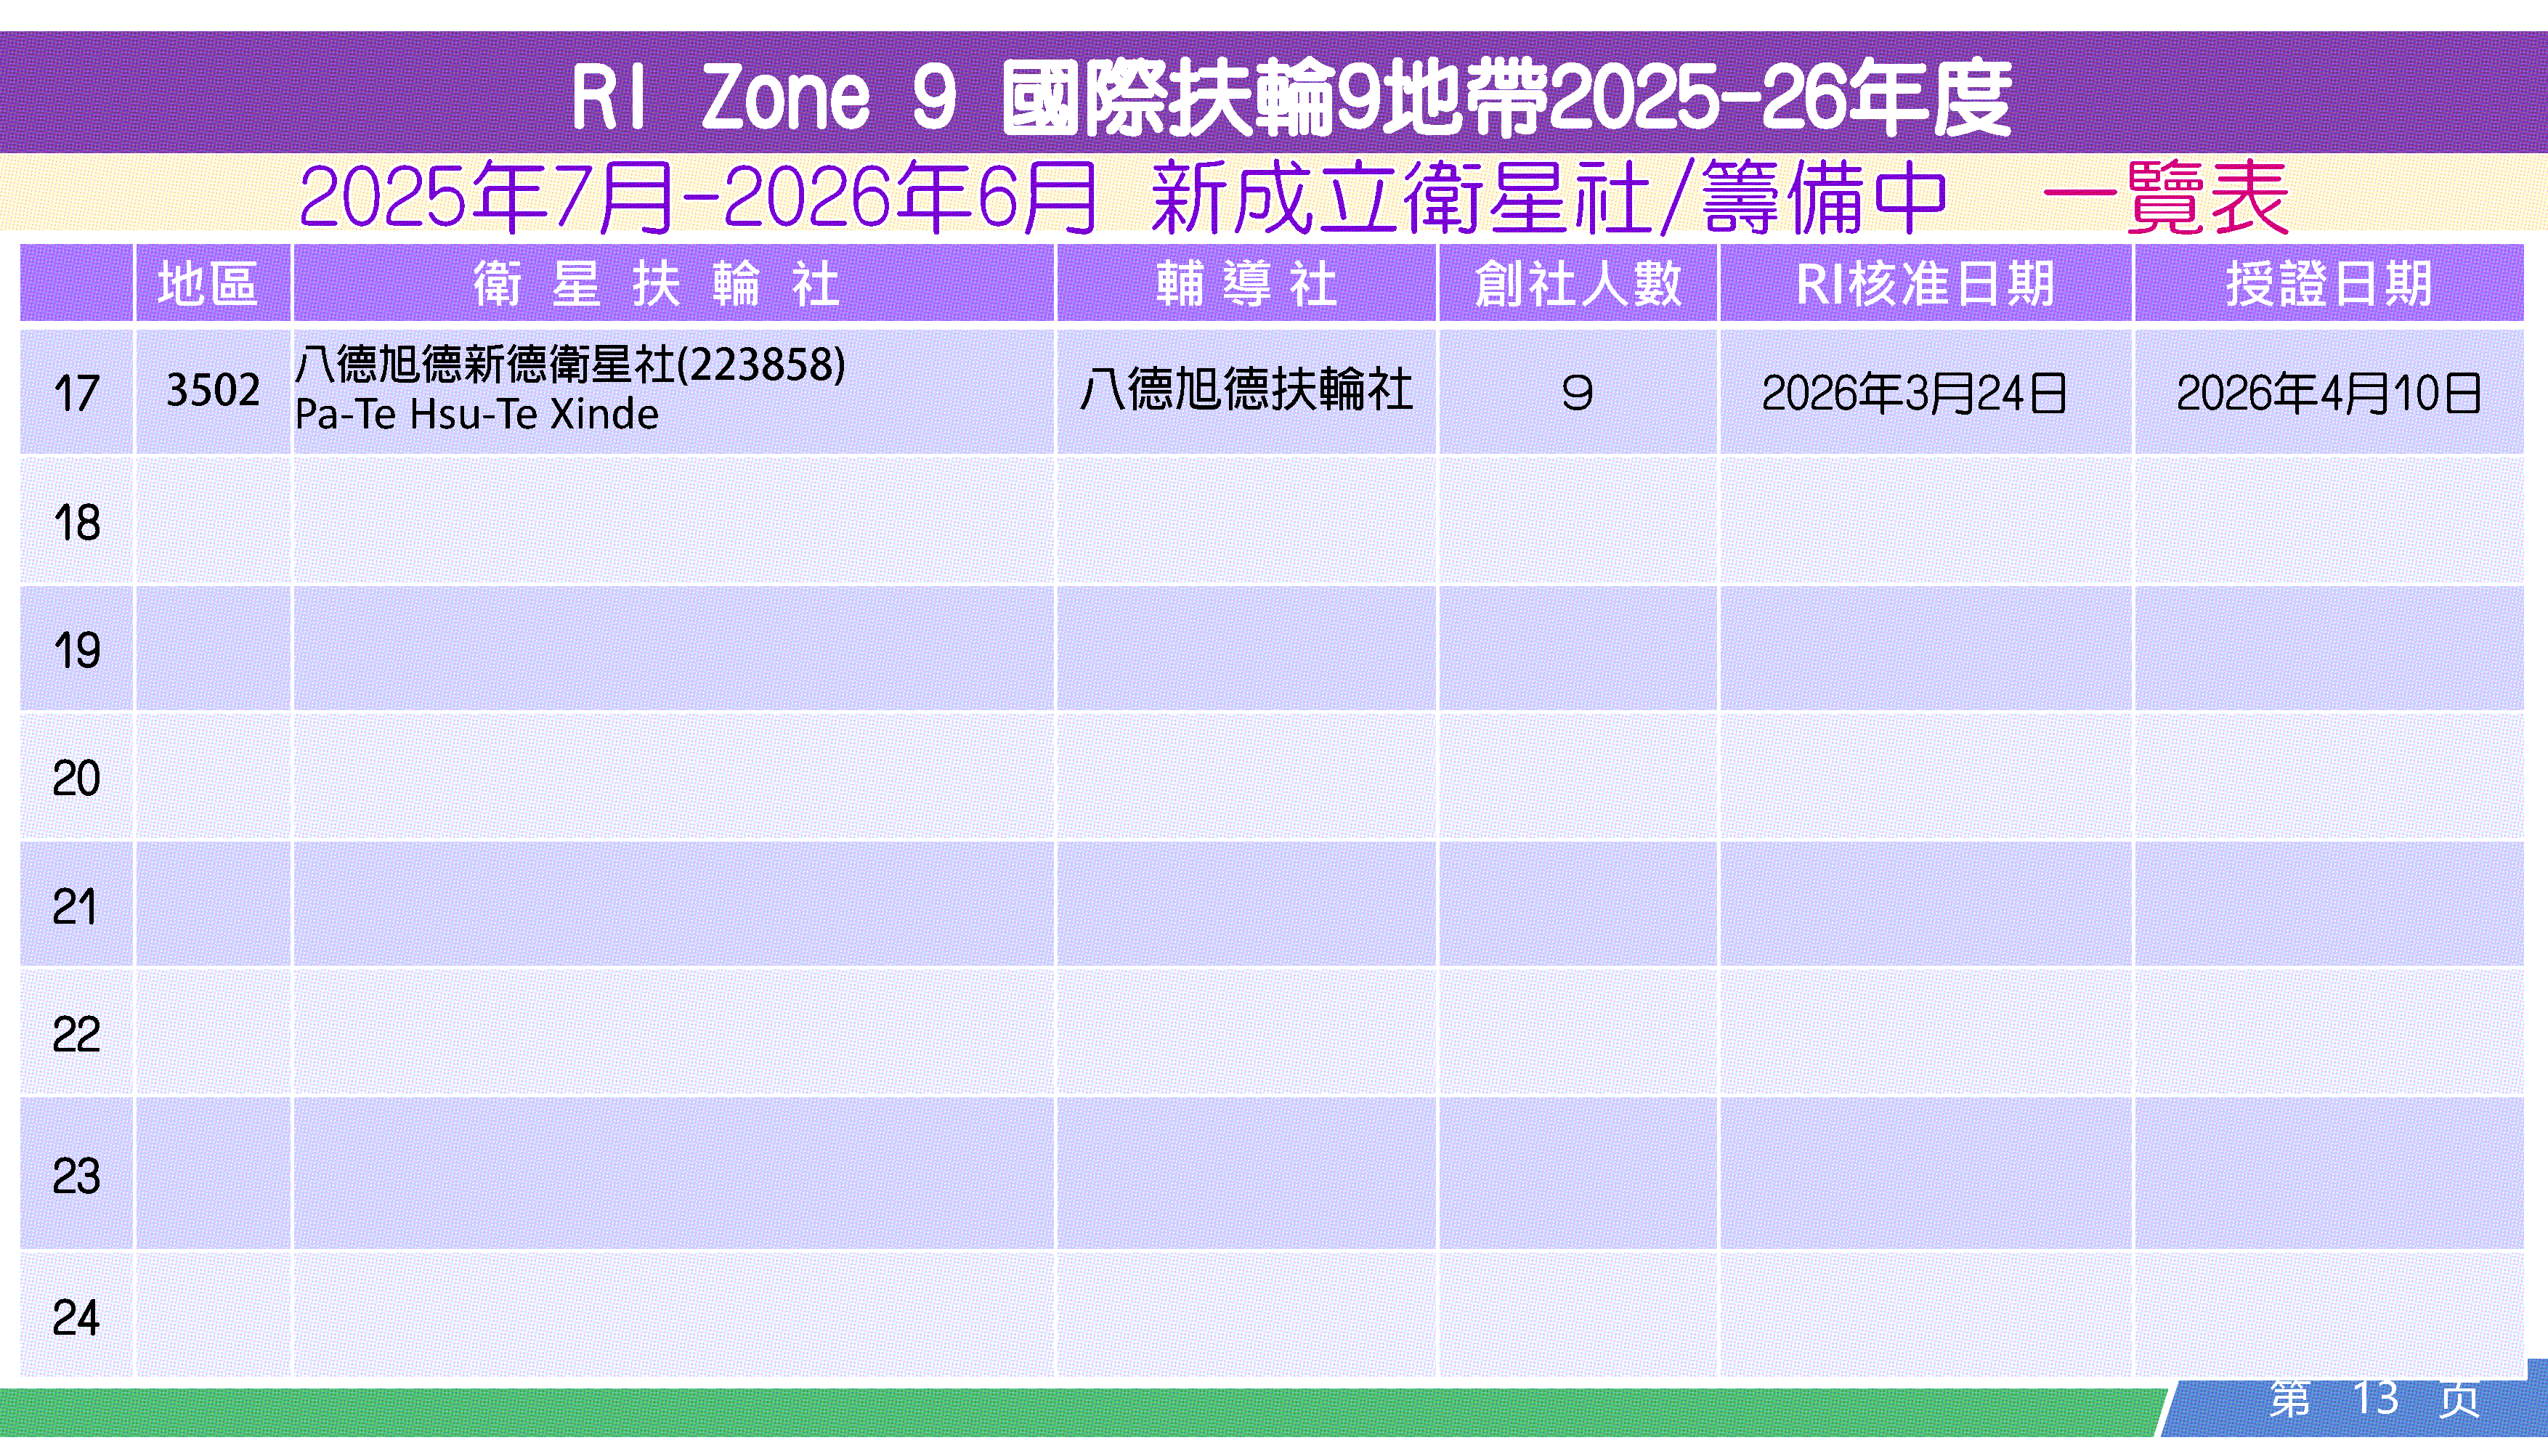 RI Zone 9 國際扶輪9地帶2025-26年度
2025年7月-2026年6月 新成立衛星社/籌備中 一覽表
地區 衛星扶輪社 輔導社 創社人數 RI核准日期 授證日期
17 3502 八德旭德新德衛星社(223858) 八德旭德扶輪社 9 2026年3月24日 2026年4月10日
Pa-Te Hsu-Te Xinde
18
19
20
21
22
23
24
第 13 页